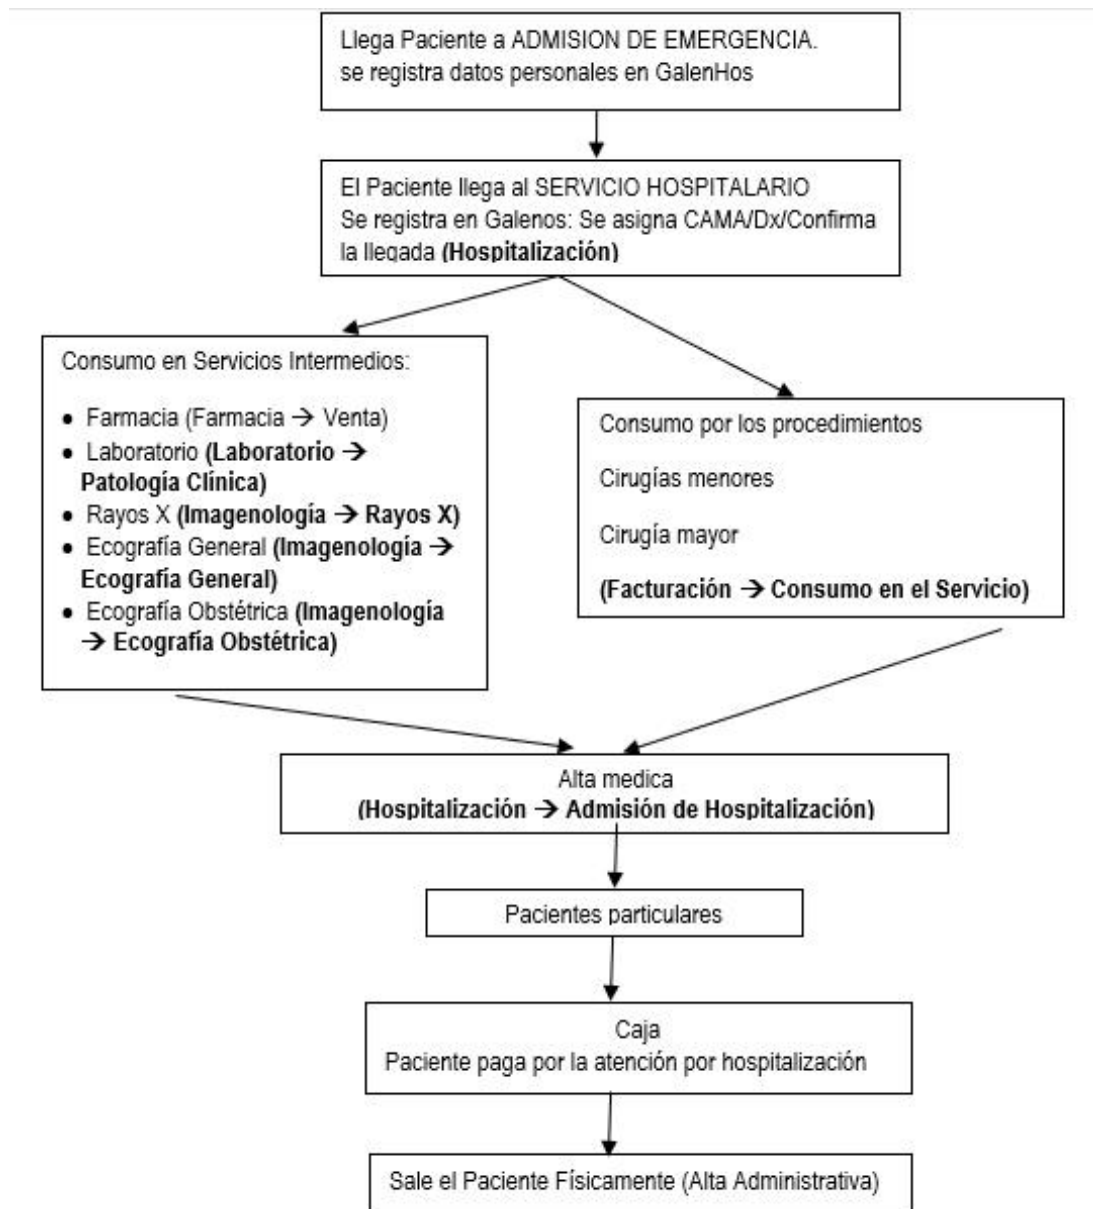 Llega Paciente a ADMISION DE EMERGENCIA.
se registra datos personales en GalenHos
El Paciente llega al SERVICIO HOSPITALARIO
Se registra en Galenos: Se asigna CAMA/Dx/Confirma
la llegada (Hospitalización)
Consumo en Servicios Intermedios:
● Farmacia (Farmacia → Venta)
● Laboratorio (Laboratorio →
Patología Clínica)
● Rayos X (Imagenología → Rayos X)
● Ecografía General (Imagenología →
Ecografía General)
● Ecografía Obstétrica (Imagenología
→ Ecografía Obstétrica)
Consumo por los procedimientos
Cirugías menores
Cirugía mayor
(Facturación → Consumo en el Servicio)
Alta medica
(Hospitalización → Admisión de Hospitalización)
Pacientes particulares
Caja
Paciente paga por la atención por hospitalización
Sale el Paciente Físicamente (Alta Administrativa)